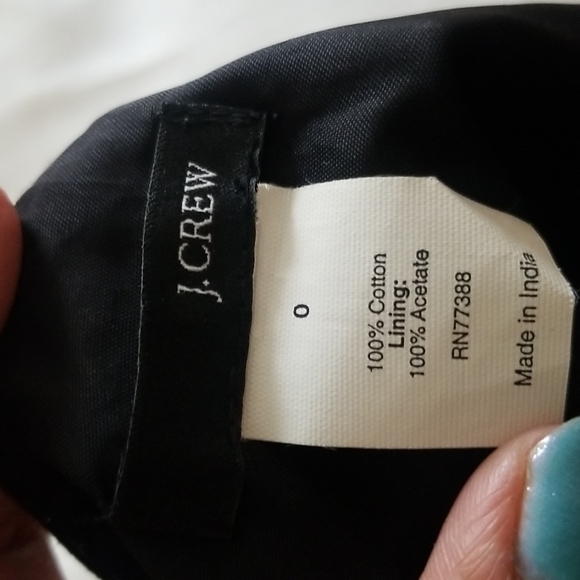 J.CREW
0
100% Cotton
Lining:
100% Acetate
RN77388
Made in India